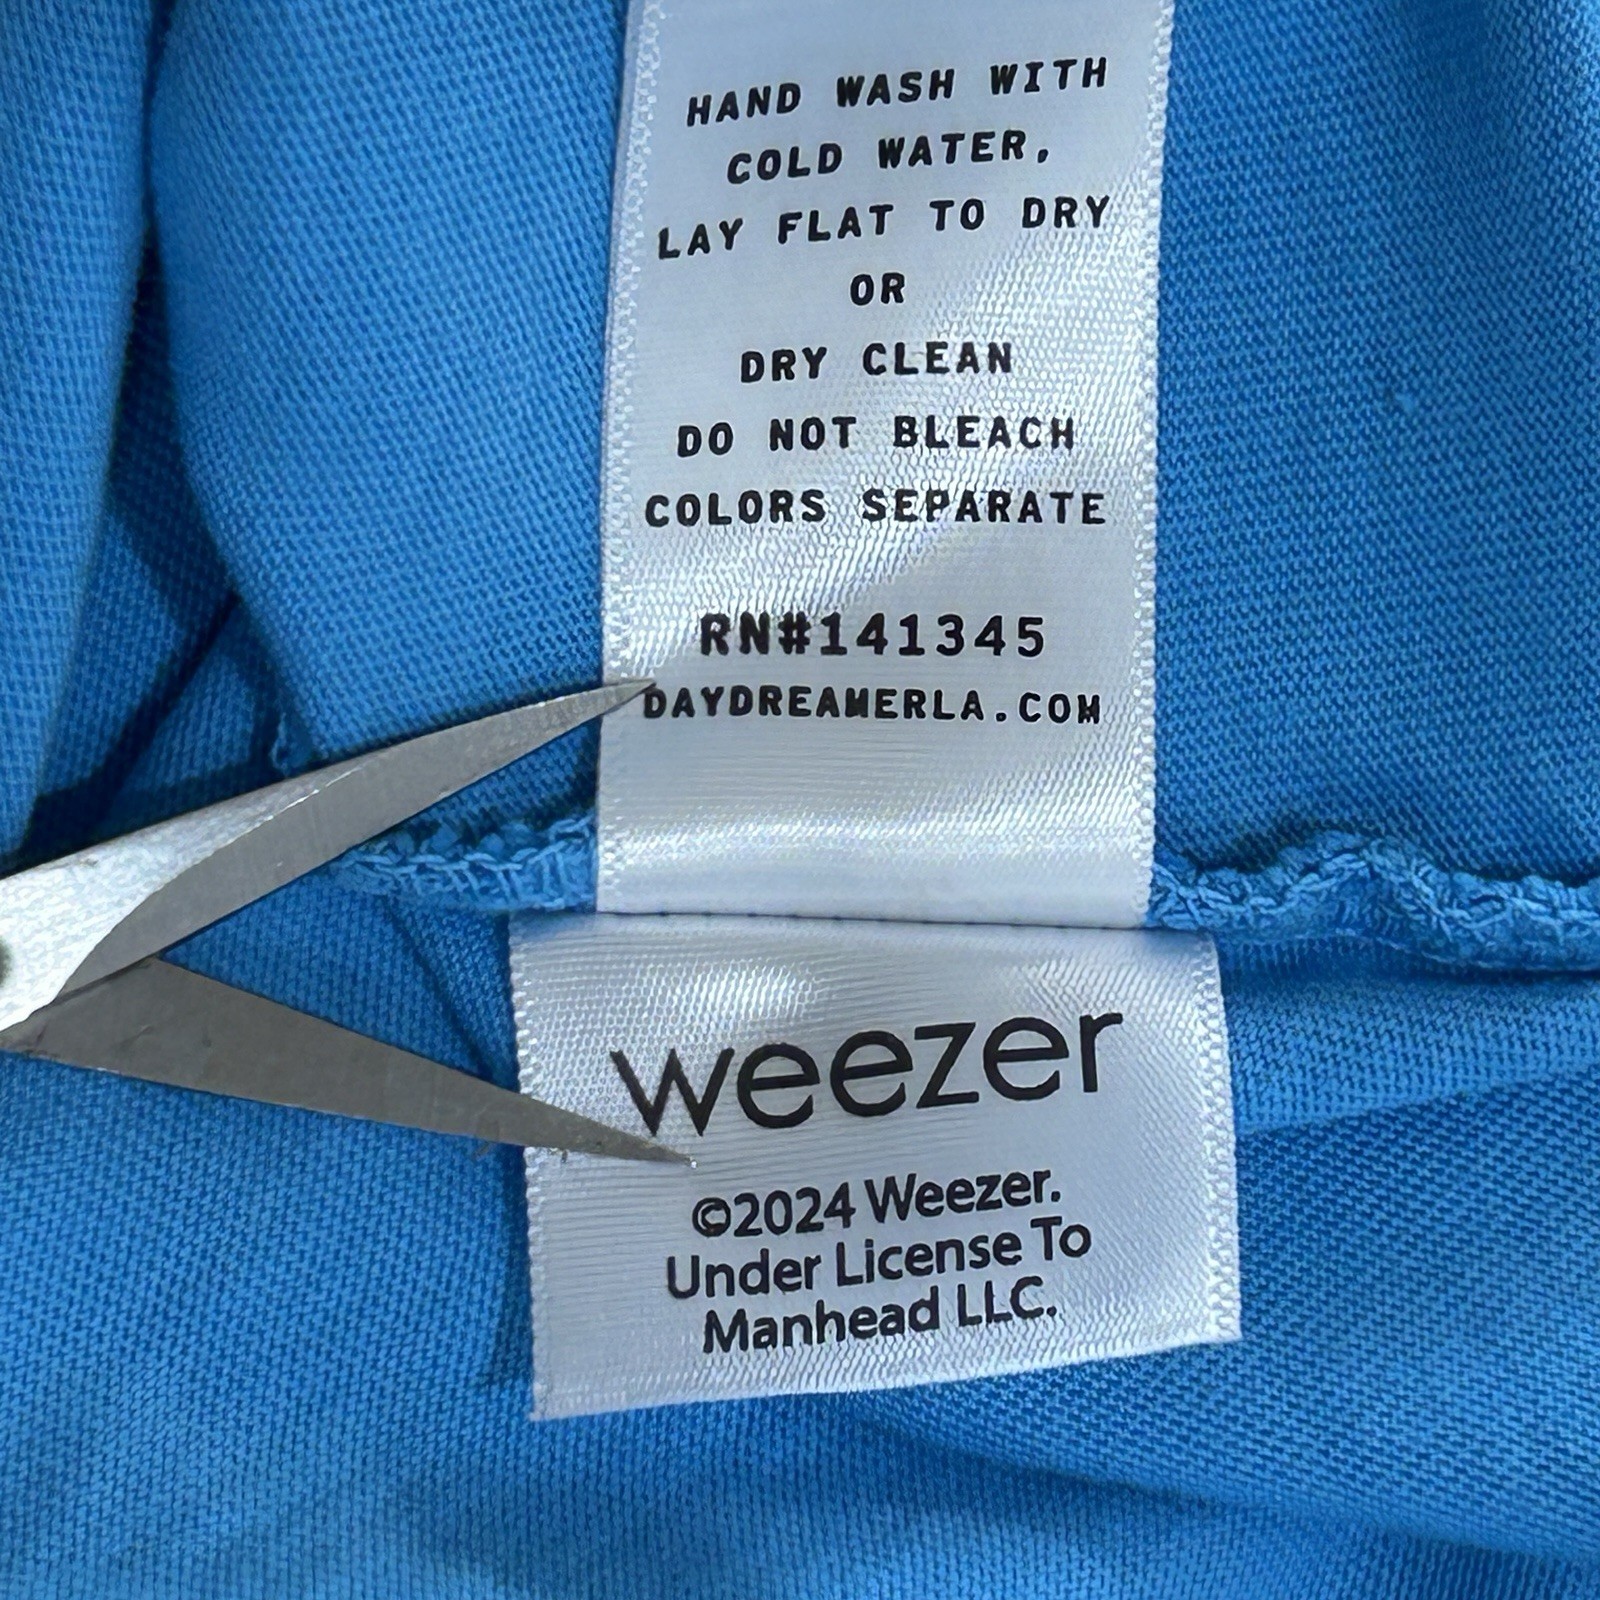 HAND WASH WITH
COLD WATER,
LAY FLAT TO DRY
OR
DRY CLEAN
DO NOT BLEACH
COLORS SEPARATE
RN#141345
DAYDREAMERLA.COM
weezer
©2024 Weezer.
Under License To
Manhead LLC.